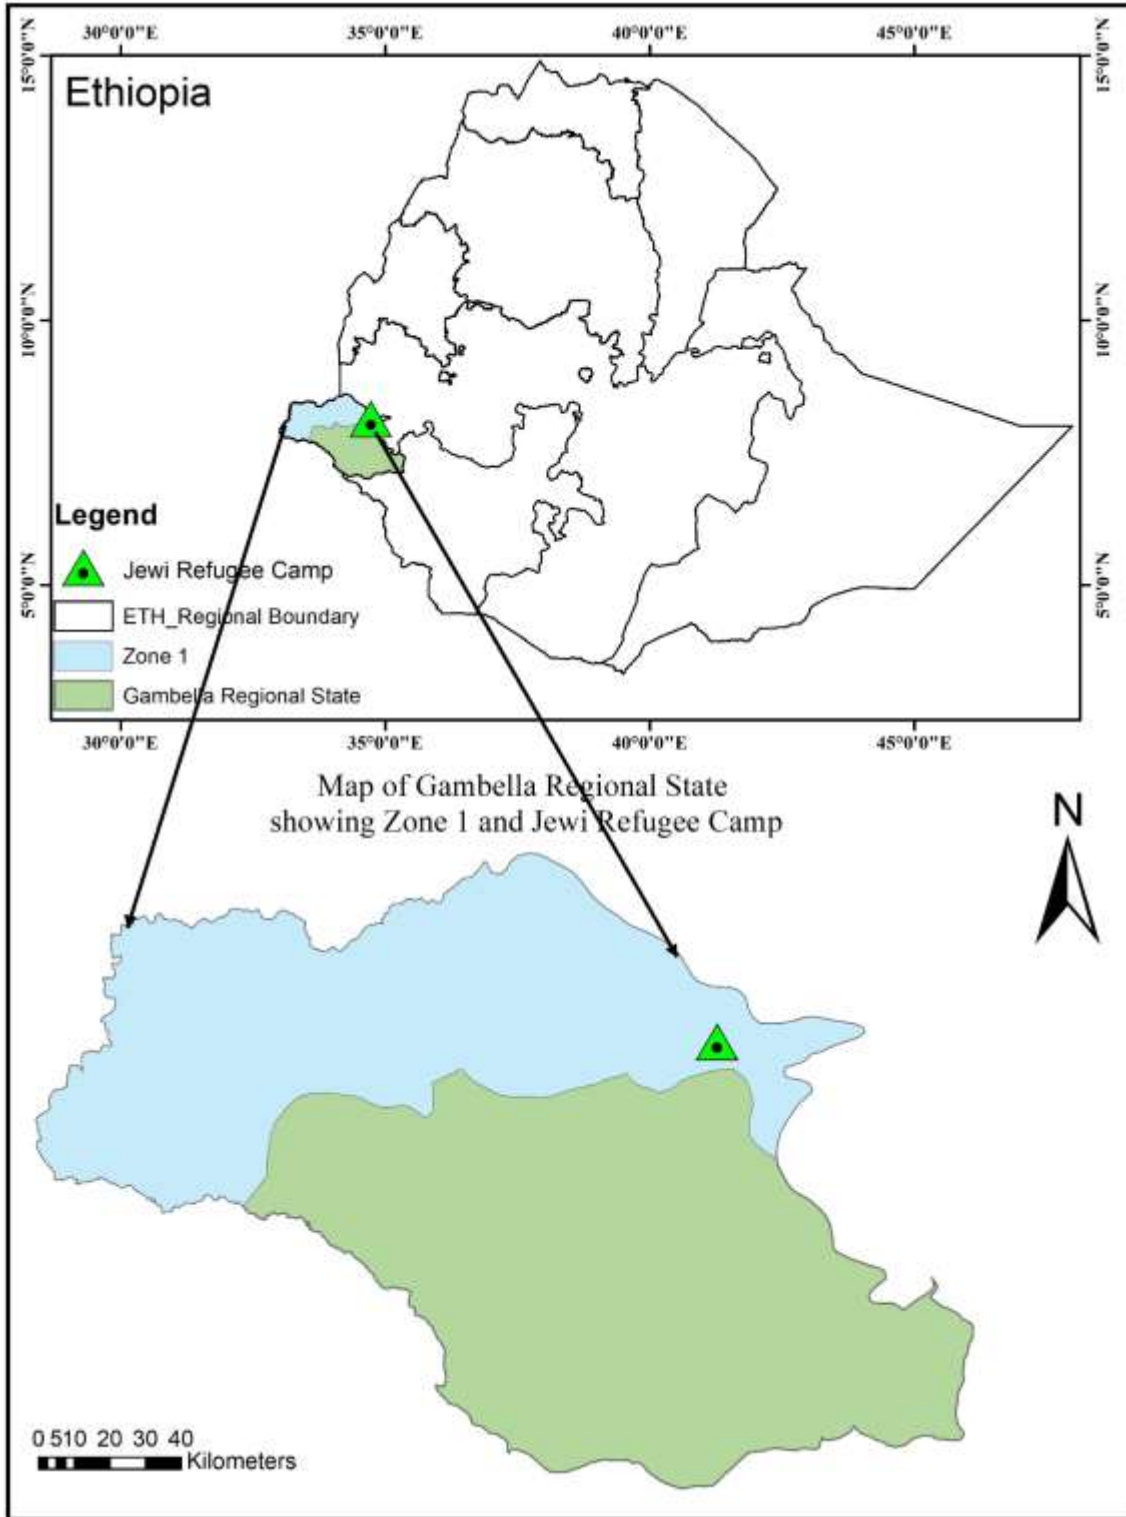 30°0'0"E 35°0'0"E 40°0'0"E 45°0'0"E
15°0'0"N 15°0'0"N
Ethiopia
10°0'0"N 10°0'0"N
Legend
Jewi Refugee Camp
5°0'0"N 5°0'0"N
ETH_Regional Boundary
Zone 1
Gambella Regional State
30°0'0"E 35°0'0"E 40°0'0"E 45°0'0"E
Map of Gambella Regional State
showing Zone 1 and Jewi Refugee Camp
N
0 510 20 30 40
Kilometers